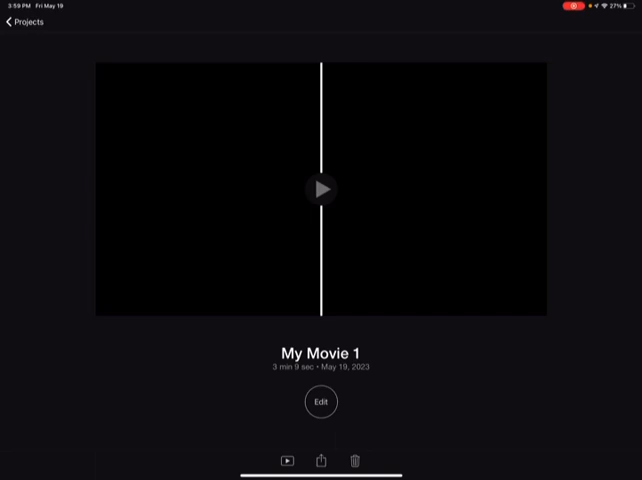 3:59 PM Fri May 19
27%
Projects
My Movie 1
3 min 9 sec • May 19, 2023
Edit